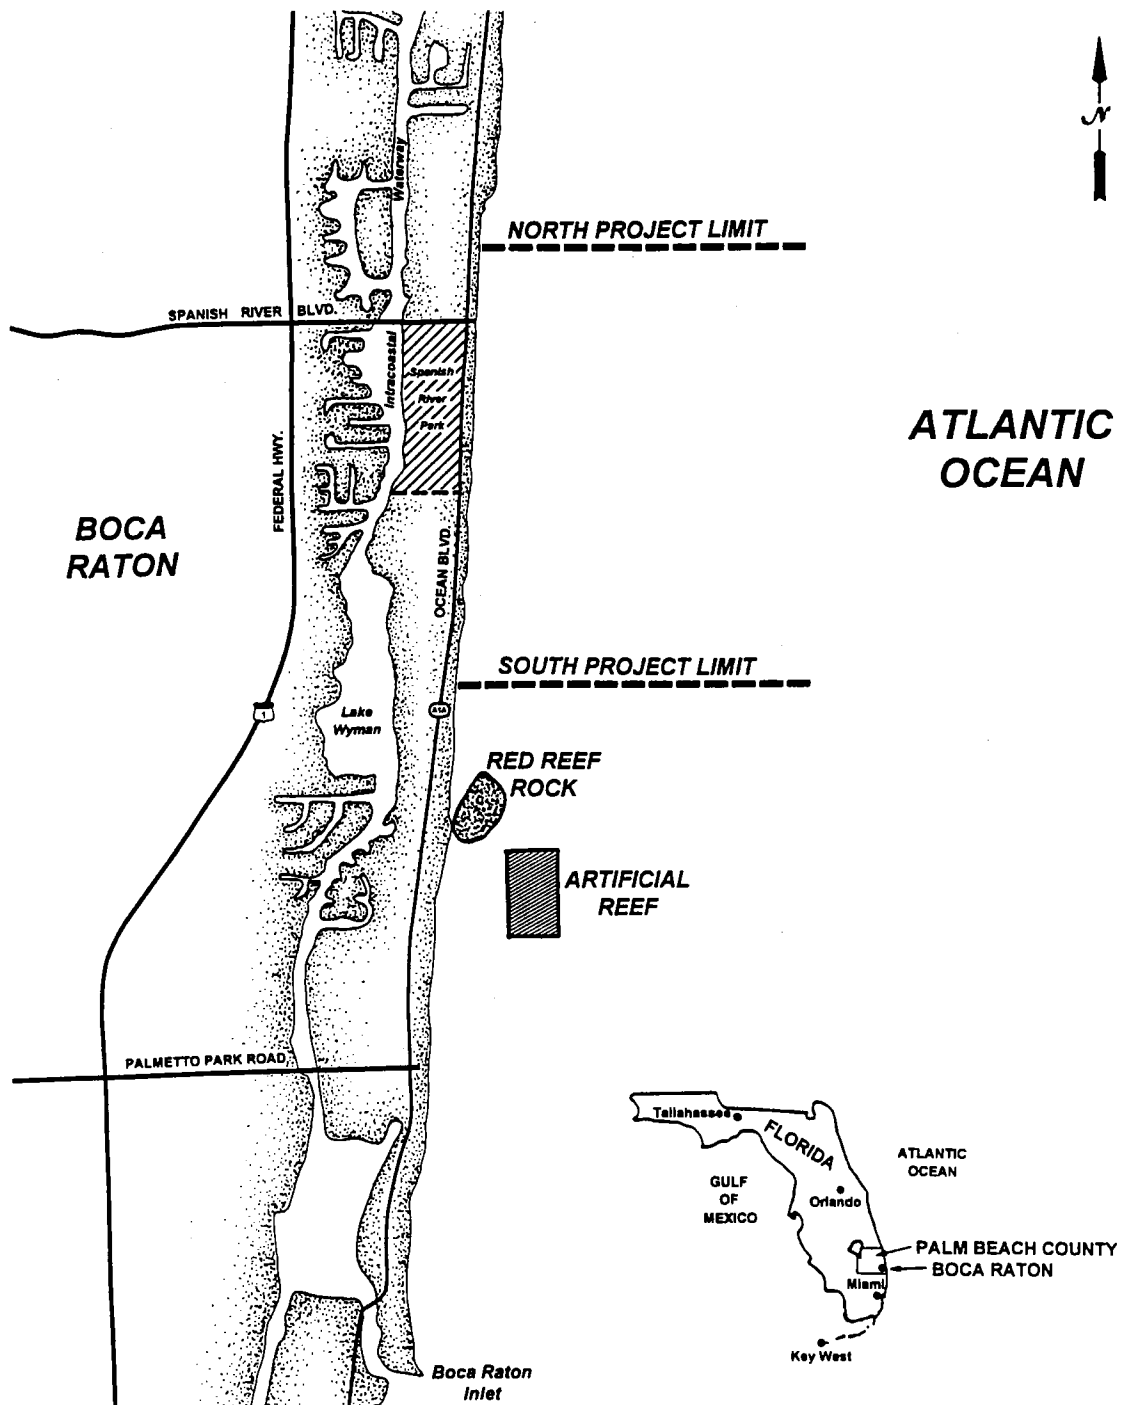 N
Waterway
NORTH PROJECT LIMIT
SPANISH RIVER BLVD.
Intracoastal
Spanish
River
Park
ATLANTIC
OCEAN
FEDERAL HWY.
BOCA
RATON
OCEAN BLVD.
SOUTH PROJECT LIMIT
1
A1A
Lake
Wyman
RED REEF
ROCK
ARTIFICIAL
REEF
PALMETTO PARK ROAD
Tallahassee
FLORIDA
ATLANTIC
OCEAN
GULF
OF
MEXICO
Orlando
PALM BEACH COUNTY
BOCA RATON
Miami
Key West
Boca Raton
Inlet